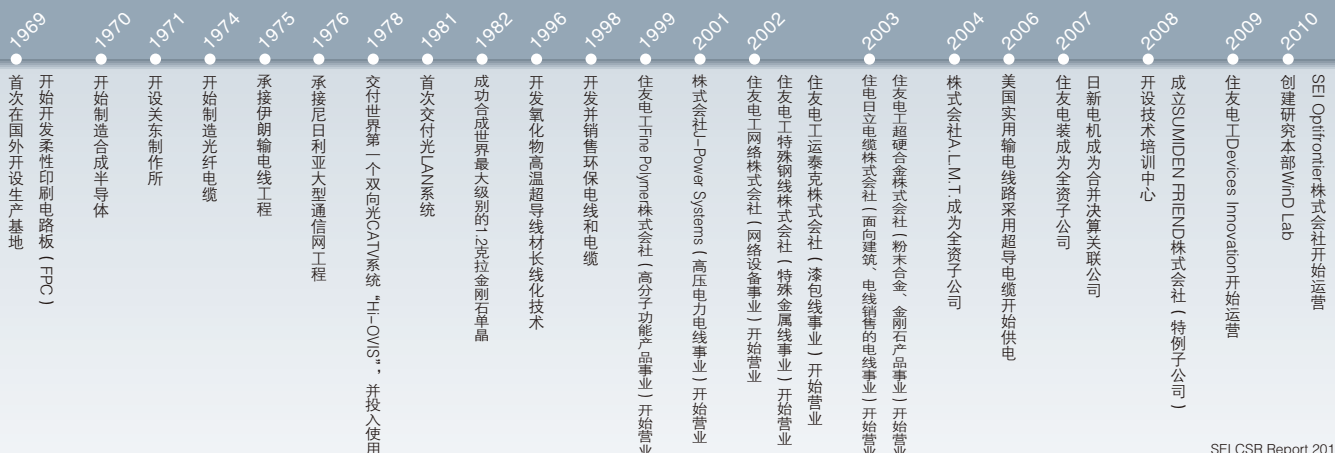 1969
首次在国外开设生产基地
开始开发柔性印刷电路板（FPC）
1970
开始制造合成半导体
1971
开设关东制作所
1974
开始制造光纤电缆
1975
承接伊朗输电线工程
1976
承接尼日利亚大型通信网工程
1978
交付世界第一个双向光CATV系统“Hi-OVIS”，并投入使用
1981
首次交付光LAN系统
1982
成功合成世界最大级别的1.2克拉金刚石单晶
1996
开发氧化物高温超导线材长线化技术
1998
开发并销售环保电线和电缆
1999
住友电工Fine Polymer株式会社（高分子功能产品事业）开始营业
2001
株式会社J-Power Systems（高压电力电线事业）开始营业
2002
住友电工网络株式会社（网络设备事业）开始营业
住友电工特殊钢线株式会社（特殊金属线事业）开始营业
住友电工运泰克株式会社（漆包线事业）开始营业
2003
住电日立电缆株式会社（面向建筑、电线销售的电线事业）开始营业
住友电工超硬合金株式会社（粉末合金、金刚石产品事业）开始营业
2004
株式会社A.L.M.T.成为全资子公司
2006
美国实用输电线路采用超导电缆开始供电
2007
住友电装成为全资子公司
日新电机成为合并决算关联公司
2008
开设技术培训中心
成立SUMIDEN FRIEND株式会社（特例子公司）
2009
住友电工Devices Innovation开始运营
2010
创建研究本部WinD Lab
SEI Optifrontier株式会社开始运营
SEI CSR Report 201